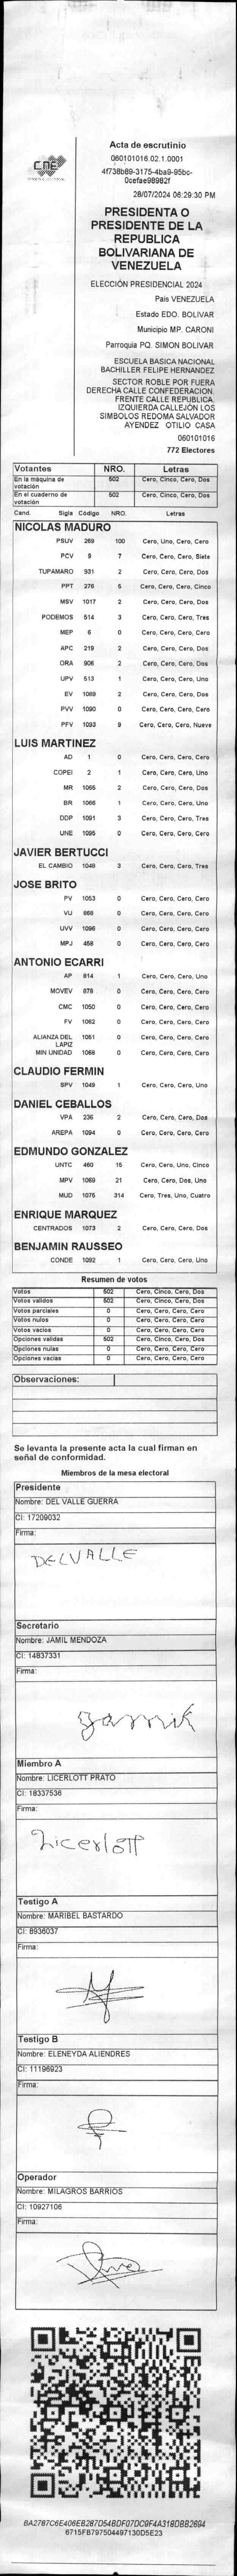 CNE
Acta de escrutinio
060101016.02.1.0001
4f738b89-3175-4ba9-95bc-
0cefae98982f
28/07/2024 06:29:30 PM
PRESIDENTA O
PRESIDENTE DE LA
REPUBLICA
BOLIVARIANA DE
VENEZUELA
ELECCIÓN PRESIDENCIAL 2024
País VENEZUELA
Estado EDO. BOLIVAR
Municipio MP. CARONI
Parroquia PQ. SIMON BOLIVAR
ESCUELA BASICA NACIONAL
BACHILLER FELIPE HERNANDEZ
SECTOR ROBLE POR FUERA
DERECHA CALLE CONFEDERACION.
FRENTE CALLE REPUBLICA.
IZQUIERDA CALLEJON LOS
SIMBOLOS REDOMA SALVADOR
AYENDEZ OTILIO CASA
060101016
772 Electores
Votantes NRO. Letras
En la máquina de votación 502 Cero, Cinco, Cero, Dos
En el cuaderno de votación 502 Cero, Cinco, Cero, Dos
Cand. Sigla Código NRO. Letras
NICOLAS MADURO
PSUV 269 100 Cero, Uno, Cero, Cero
PCV 9 7 Cero, Cero, Cero, Siete
TUPAMARO 931 2 Cero, Cero, Cero, Dos
PPT 276 5 Cero, Cero, Cero, Cinco
MSV 1017 2 Cero, Cero, Cero, Dos
PODEMOS 514 3 Cero, Cero, Cero, Tres
MEP 6 0 Cero, Cero, Cero, Cero
APC 219 2 Cero, Cero, Cero, Dos
ORA 906 2 Cero, Cero, Cero, Dos
UPV 513 1 Cero, Cero, Cero, Uno
EV 1089 2 Cero, Cero, Cero, Dos
PVV 1090 0 Cero, Cero, Cero, Cero
PFV 1093 9 Cero, Cero, Cero, Nueve
LUIS MARTINEZ
AD 1 0 Cero, Cero, Cero, Cero
COPEI 2 1 Cero, Cero, Cero, Uno
MR 1065 2 Cero, Cero, Cero, Dos
BR 1066 1 Cero, Cero, Cero, Uno
DDP 1091 3 Cero, Cero, Cero, Tres
UNE 1095 0 Cero, Cero, Cero, Cero
JAVIER BERTUCCI
EL CAMBIO 1048 3 Cero, Cero, Cero, Tres
JOSE BRITO
PV 1053 0 Cero, Cero, Cero, Cero
VU 868 0 Cero, Cero, Cero, Cero
UVV 1096 0 Cero, Cero, Cero, Cero
MPJ 458 0 Cero, Cero, Cero, Cero
ANTONIO ECARRI
AP 814 1 Cero, Cero, Cero, Uno
MOVEV 878 0 Cero, Cero, Cero, Cero
CMC 1050 0 Cero, Cero, Cero, Cero
FV 1062 0 Cero, Cero, Cero, Cero
ALIANZA DEL LAPIZ 1051 0 Cero, Cero, Cero, Cero
MIN UNIDAD 1068 0 Cero, Cero, Cero, Cero
CLAUDIO FERMIN
SPV 1049 1 Cero, Cero, Cero, Uno
DANIEL CEBALLOS
VPA 236 2 Cero, Cero, Cero, Dos
AREPA 1094 0 Cero, Cero, Cero, Cero
EDMUNDO GONZALEZ
UNTC 460 15 Cero, Cero, Uno, Cinco
MPV 1069 21 Cero, Cero, Dos, Uno
MUD 1075 314 Cero, Tres, Uno, Cuatro
ENRIQUE MARQUEZ
CENTRADOS 1073 2 Cero, Cero, Cero, Dos
BENJAMIN RAUSSEO
CONDE 1092 1 Cero, Cero, Cero, Uno
Resumen de votos
Votos 502 Cero, Cinco, Cero, Dos
Votos validos 502 Cero, Cinco, Cero, Dos
Votos parciales 0 Cero, Cero, Cero, Cero
Votos nulos 0 Cero, Cero, Cero, Cero
Votos vacios 0 Cero, Cero, Cero, Cero
Opciones validas 502 Cero, Cinco, Cero, Dos
Opciones nulas 0 Cero, Cero, Cero, Cero
Opciones vacias 0 Cero, Cero, Cero, Cero
Observaciones:
Se levanta la presente acta la cual firman en
señal de conformidad.
Miembros de la mesa electoral
Presidente
Nombre: DEL VALLE GUERRA
CI: 17209032
Firma:
DELVALLE
Secretario
Nombre: JAMIL MENDOZA
CI: 14837331
Firma:
Miembro A
Nombre: LICERLOTT PRATO
CI: 18337536
Firma:
Licerlott
Testigo A
Nombre: MARIBEL BASTARDO
CI: 8936037
Firma:
Testigo B
Nombre: ELENEYDA ALIENDRES
CI: 11196923
Firma:
Operador
Nombre: MILAGROS BARRIOS
CI: 10927106
Firma:
BA2787C6E406EB287D54BDF07DC9F4A318DBB2694
6715FB797504497130D5E23